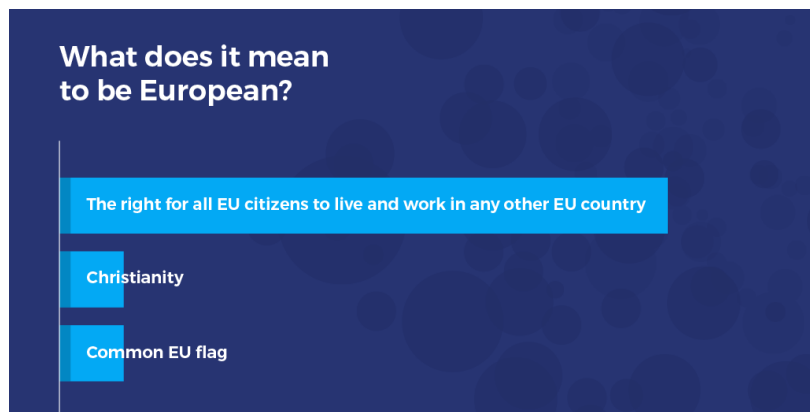 What does it mean
to be European?
The right for all EU citizens to live and work in any other EU country
Christianity
Common EU flag